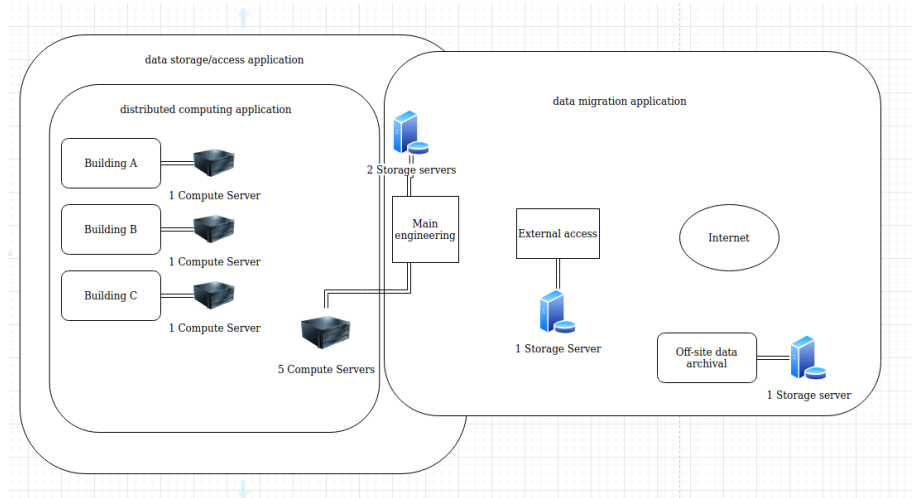 data storage/access application
distributed computing application
data migration application
Building A
1 Compute Server
Building B
1 Compute Server
Building C
1 Compute Server
5 Compute Servers
2 Storage servers
Main
engineering
External access
1 Storage Server
Internet
Off-site data
archival
1 Storage server